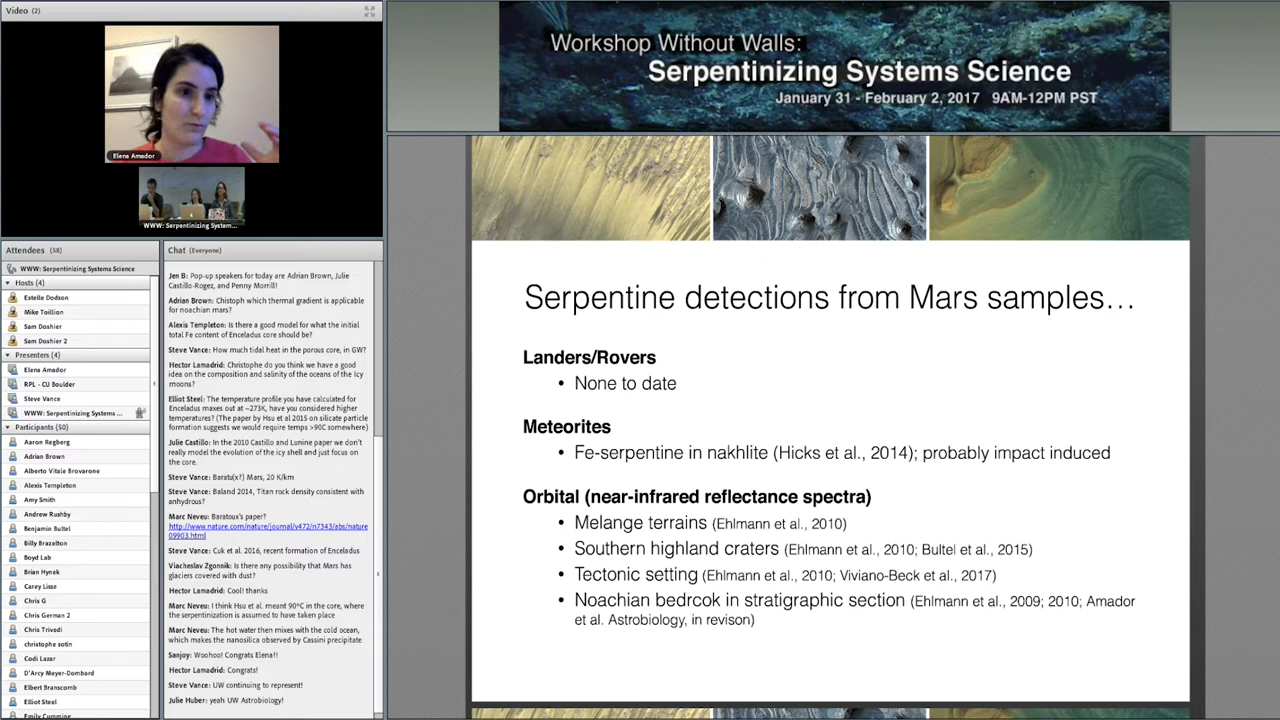 Video (2)
Elena Amador
WWW: Serpentinizing System...
Attendees (58)
WWW: Serpentinizing Systems Science
Hosts (4)
Estelle Dodson
Mike Toillion
Sam Doshier
Sam Doshier 2
Presenters (4)
Elena Amador
RPL - CU Boulder
Steve Vance
WWW: Serpentinizing Systems ...
Participants (50)
Aaron Regberg
Adrian Brown
Alberto Vitale Brovarone
Alexis Templeton
Amy Smith
Andrew Rushby
Benjamin Bultel
Billy Brazelton
Boyd Lab
Brian Hynek
Carey Lisse
Chris G
Chris German 2
Chris Trivedi
christophe sotin
Codi Lazar
D'Arcy Meyer-Dombard
Elbert Branscomb
Elliot Steel
Emily Cumming
Chat (Everyone)
Jen B: Pop-up speakers for today are Adrian Brown, Julie
Castillo-Rogez, and Penny Morrill!
Adrian Brown: Chistoph which thermal gradient is applicable
for noachian mars?
Alexis Templeton: Is there a good model for what the initial
total Fe content of Enceladus core should be?
Steve Vance: How much tidal heat in the porous core, in GW?
Hector Lamadrid: Christophe do you think we have a good
idea on the composition and salinity of the oceans of the Icy
moons?
Elliot Steel: The temperature profile you have calculated for
Enceladus maxes out at ~273K, have you considered higher
temperatures? (The paper by Hsu et al 2015 on silicate particle
formation suggests we would require temps >90C somewhere)
Julie Castillo: In the 2010 Castillo and Lunine paper we don't
really model the evolution of the icy shell and just focus on
the core.
Steve Vance: Baratu(x?) Mars, 20 K/km
Steve Vance: Baland 2014, Titan rock density consistent with
anhydrous?
Marc Neveu: Baratoux's paper?
http://www.nature.com/nature/journal/v472/n7343/abs/nature
09903.html
Steve Vance: Cuk et al. 2016, recent formation of Enceladus
Viacheslav Zgonnik: Is there any possibility that Mars has
glaciers covered with dust?
Hector Lamadrid: Cool! thanks
Marc Neveu: I think Hsu et al. meant 90ºC in the core, where
the serpentinization is assumed to have taken place
Marc Neveu: The hot water then mixes with the cold ocean,
which makes the nanosilica observed by Cassini precipitate
Sanjoy: Woohoo! Congrats Elena!!
Hector Lamadrid: Congrats!
Steve Vance: UW continuing to represent!
Julie Huber: yeah UW Astrobiology!
Workshop Without Walls:
Serpentinizing Systems Science
January 31 - February 2, 2017 9AM-12PM PST
Serpentine detections from Mars samples...
Landers/Rovers
• None to date
Meteorites
• Fe-serpentine in nakhlite (Hicks et al., 2014); probably impact induced
Orbital (near-infrared reflectance spectra)
• Melange terrains (Ehlmann et al., 2010)
• Southern highland craters (Ehlmann et al., 2010; Bultel et al., 2015)
• Tectonic setting (Ehlmann et al., 2010; Viviano-Beck et al., 2017)
• Noachian bedrcok in stratigraphic section (Ehlmann et al., 2009; 2010; Amador
et al. Astrobiology, in revison)